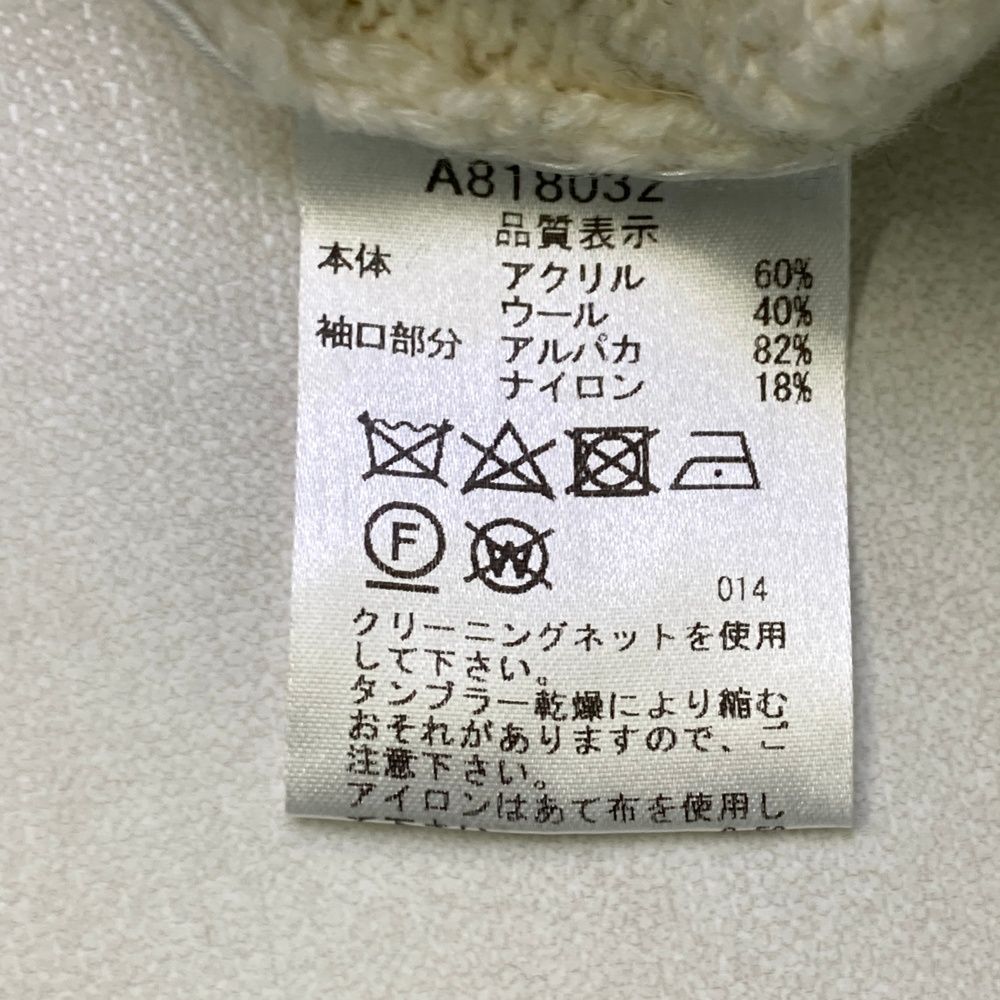 A818032
品質表示
本体 アクリル 60%
ウール 40%
袖口部分 アルパカ 82%
ナイロン 18%
F W
014
クリーニングネットを使用
して下さい。
タンブラー乾燥により縮む
おそれがありますので、ご
注意下さい。
アイロンはあて布を使用し